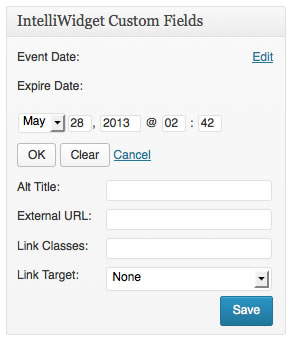 IntelliWidget Custom Fields
Event Date: Edit
Expire Date:
May 28, 2013 @ 02 : 42
OK Clear Cancel
Alt Title:
External URL:
Link Classes:
Link Target: None
Save